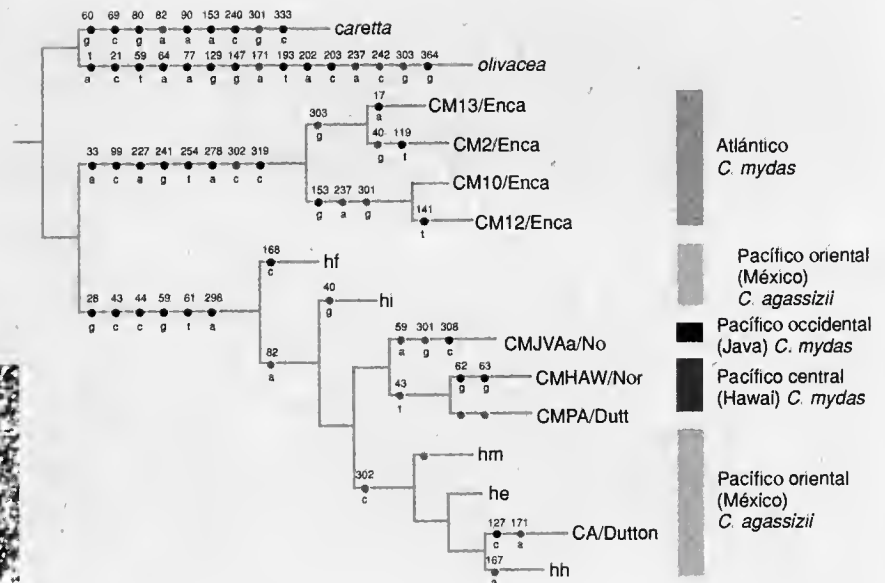 60 69 80 82 90 153 240 301 333
caretta
g c g a a a c g c
1 21 59 64 77 129 147 171 193 202 203 237 242 303 364
olivacea
a c t a a g g a t a c a c g g
17
CM13/Enca
303
a
g
40 119
CM2/Enca
g t
33 99 227 241 254 278 302 319
a c a g t a c c
153 237 301
CM10/Enca
g a g
141
CM12/Enca
t
Atlántico
C. mydas
168
hf
c
28 43 44 59 61 298
g c c g t a
40
hi
g
82
a
59 301 308
CMJVAa/No
a g c
62 63
CMHAW/Nor
43
g g
t
CMPA/Dutt
hm
302
c
he
127 171
CA/Dutton
c a
167
hh
Pacífico oriental
(México)
C. agassizii
Pacífico occidental
(Java) C. mydas
Pacífico central
(Hawai) C. mydas
Pacífico oriental
(México)
C. agassizii